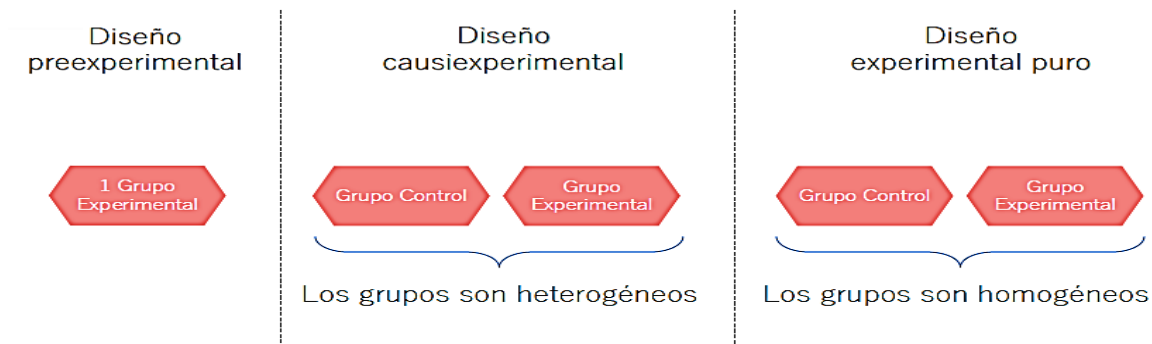 Diseño
preexperimental
1 Grupo
Experimental
Diseño
causiexperimental
Grupo Control
Grupo
Experimental
Los grupos son heterogéneos
Diseño
experimental puro
Grupo Control
Grupo
Experimental
Los grupos son homogéneos